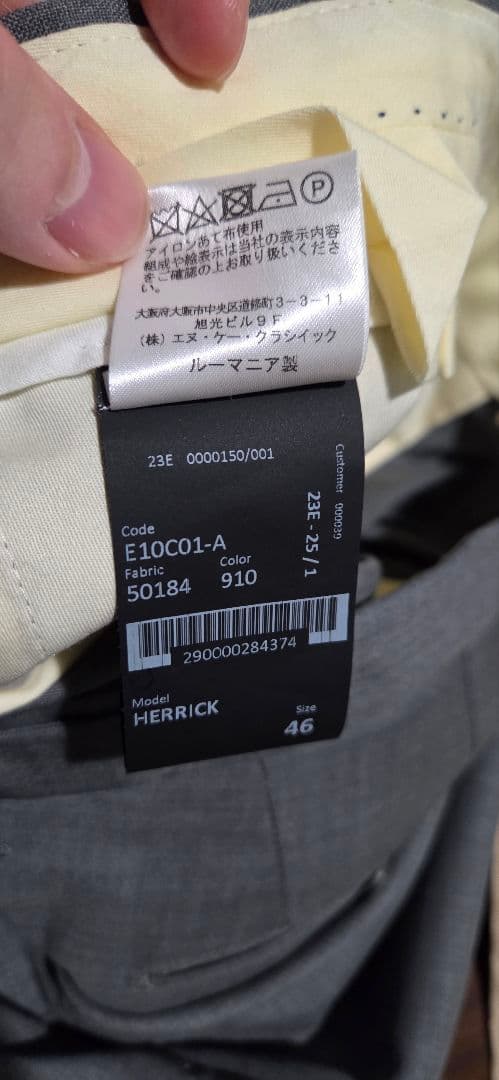 P
アイロンあて布使用
組成や絵表示は当社の表示内容
をご確認の上お取り扱いくださ
い。
大阪府大阪市中央区道修町3-3-11
旭光ビル9F
(株)エヌ・ケー・クラシイック
ルーマニア製
23E 0000150/001
Customer 000039
23E - 25/1
Code
E10C01-A
Fabric
Color
50184
910
290000284374
Model
HERRICK
Size
46